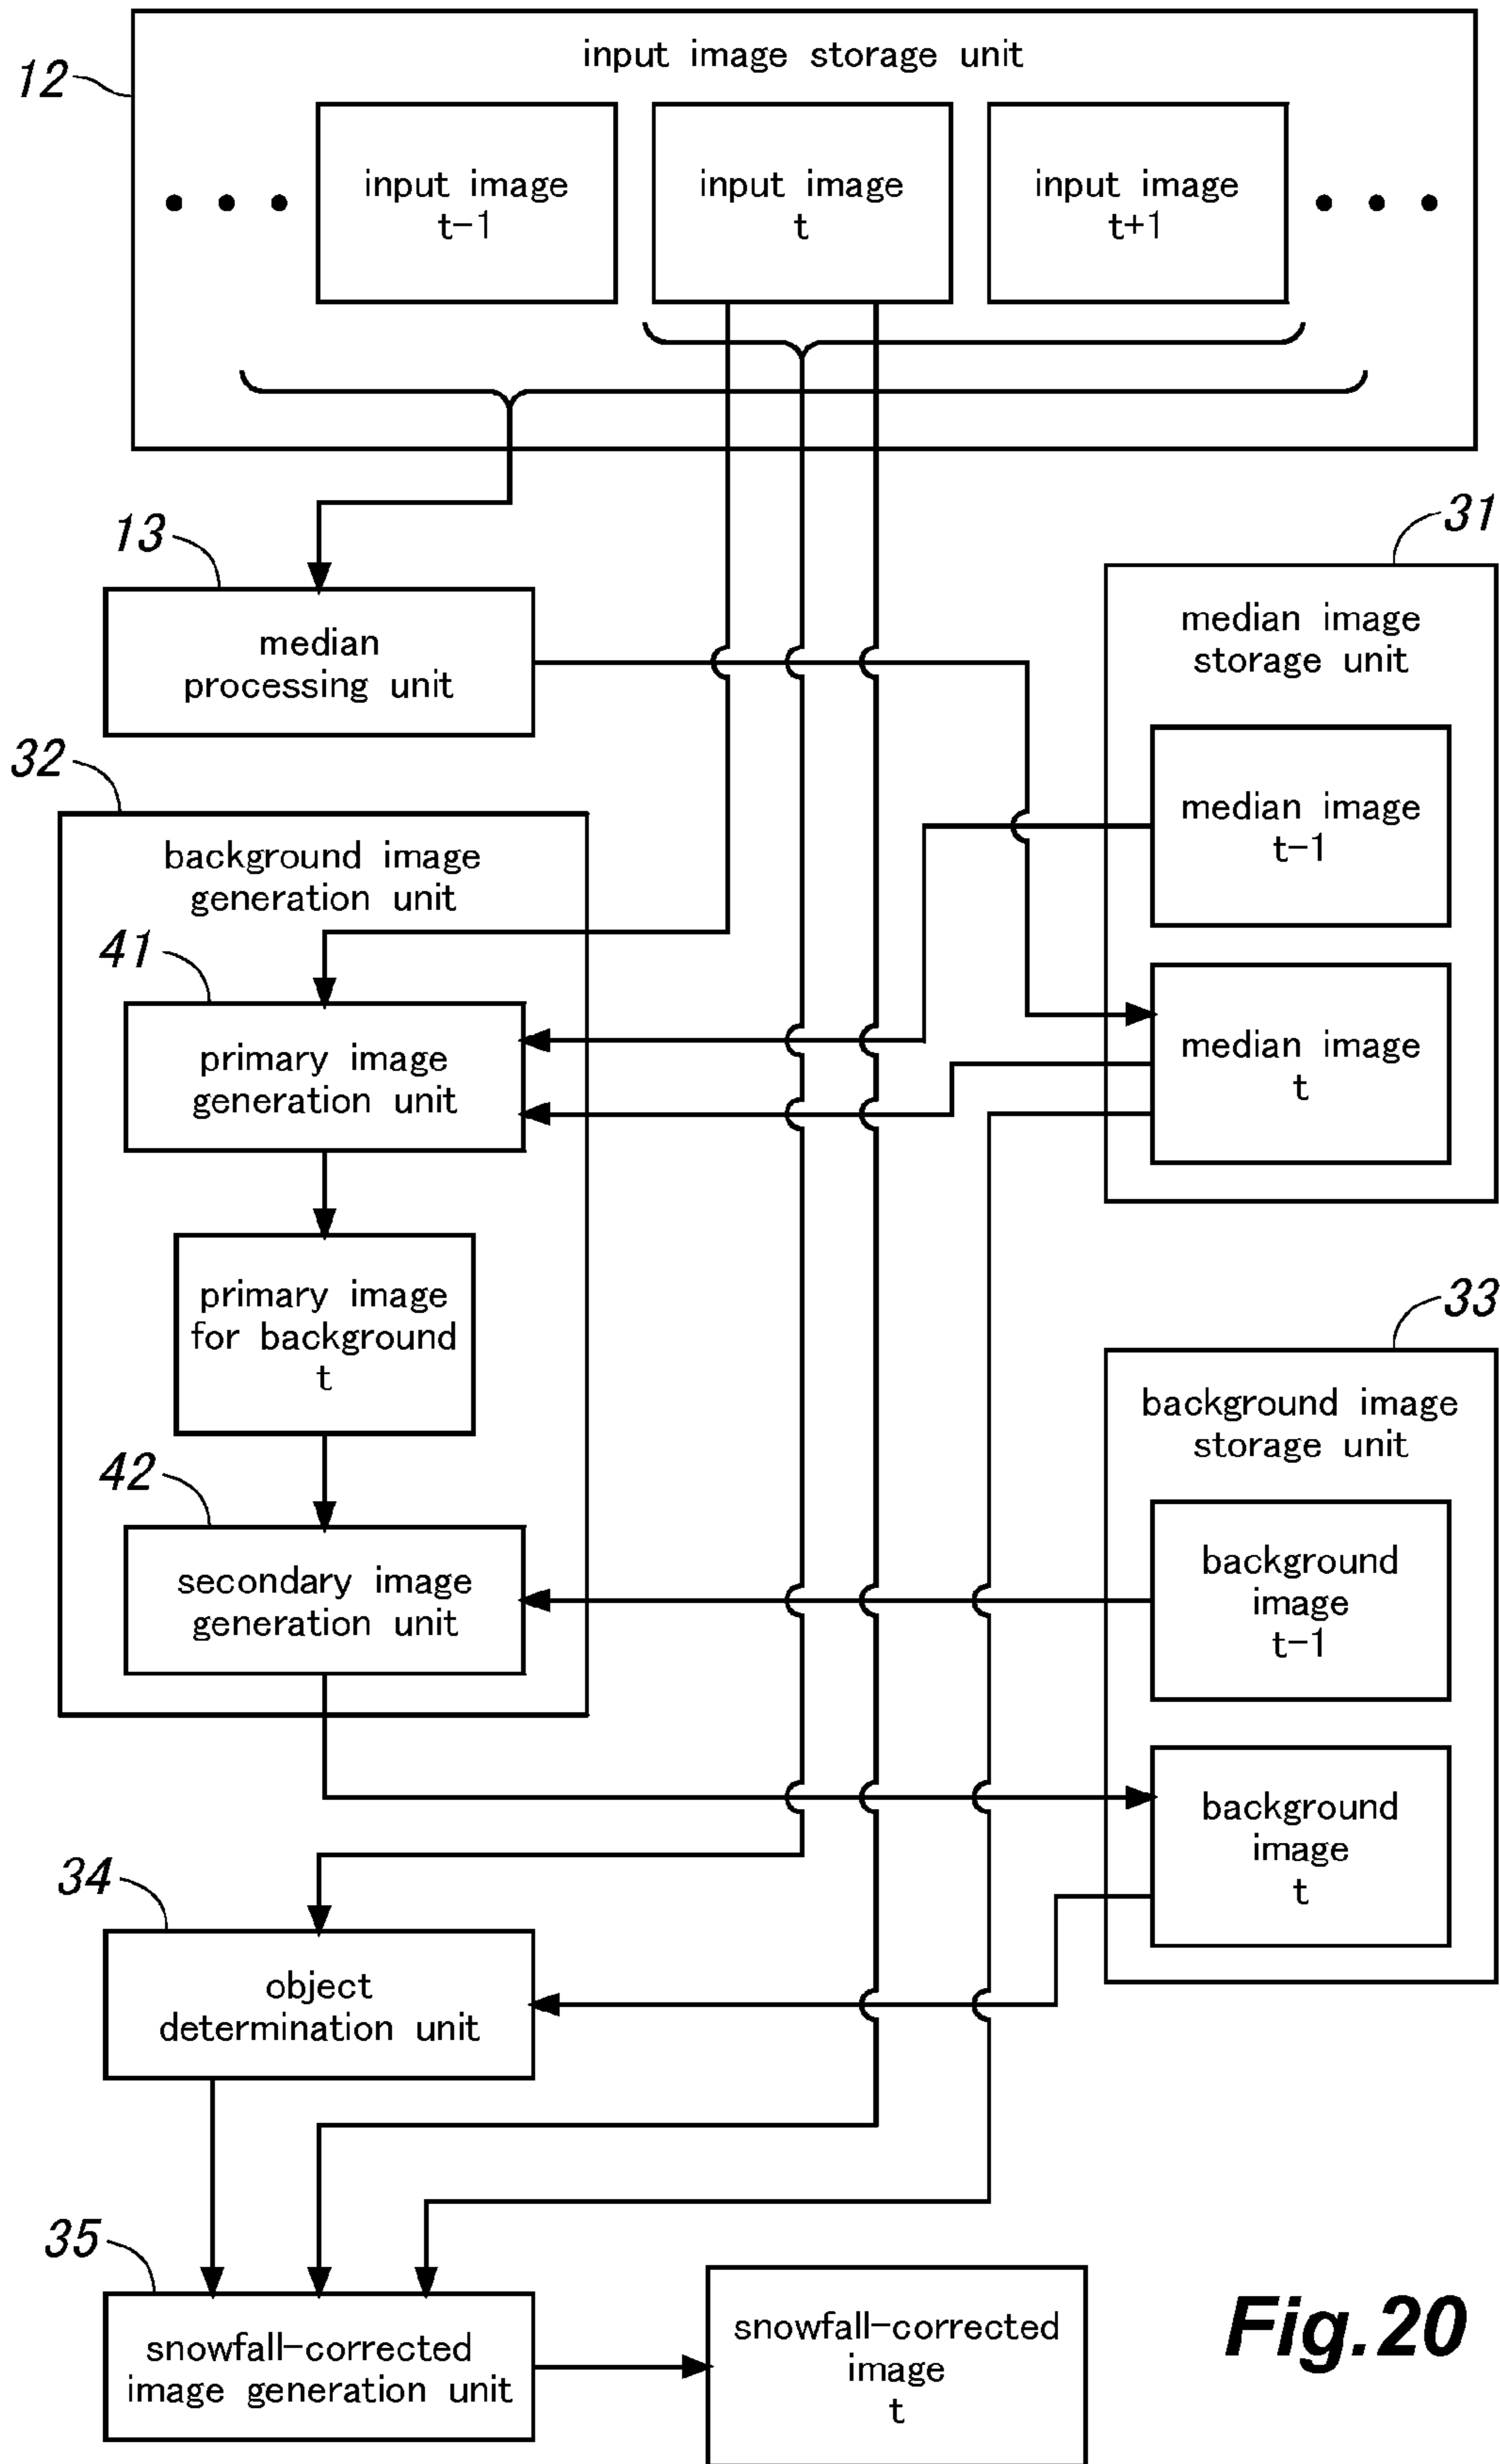 12
input image storage unit
input image
t-1
input image
t
input image
t+1
13
median
processing unit
31
median image
storage unit
median image
t-1
median image
t
32
background image
generation unit
41
primary image
generation unit
primary image
for background
t
42
secondary image
generation unit
33
background image
storage unit
background
image
t-1
background
image
t
34
object
determination unit
35
snowfall-corrected
image generation unit
snowfall-corrected
image
t
Fig.20